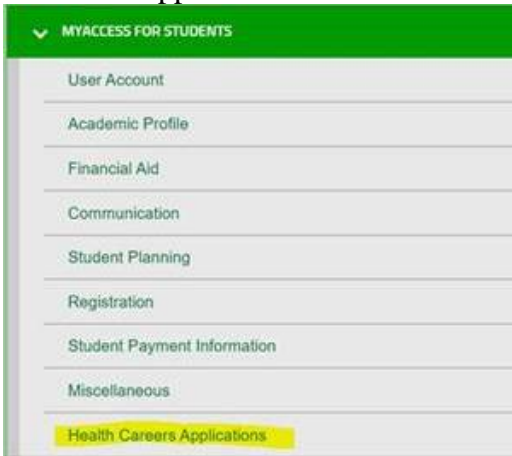 MYACCESS FOR STUDENTS
User Account
Academic Profile
Financial Aid
Communication
Student Planning
Registration
Student Payment Information
Miscellaneous
Health Careers Applications